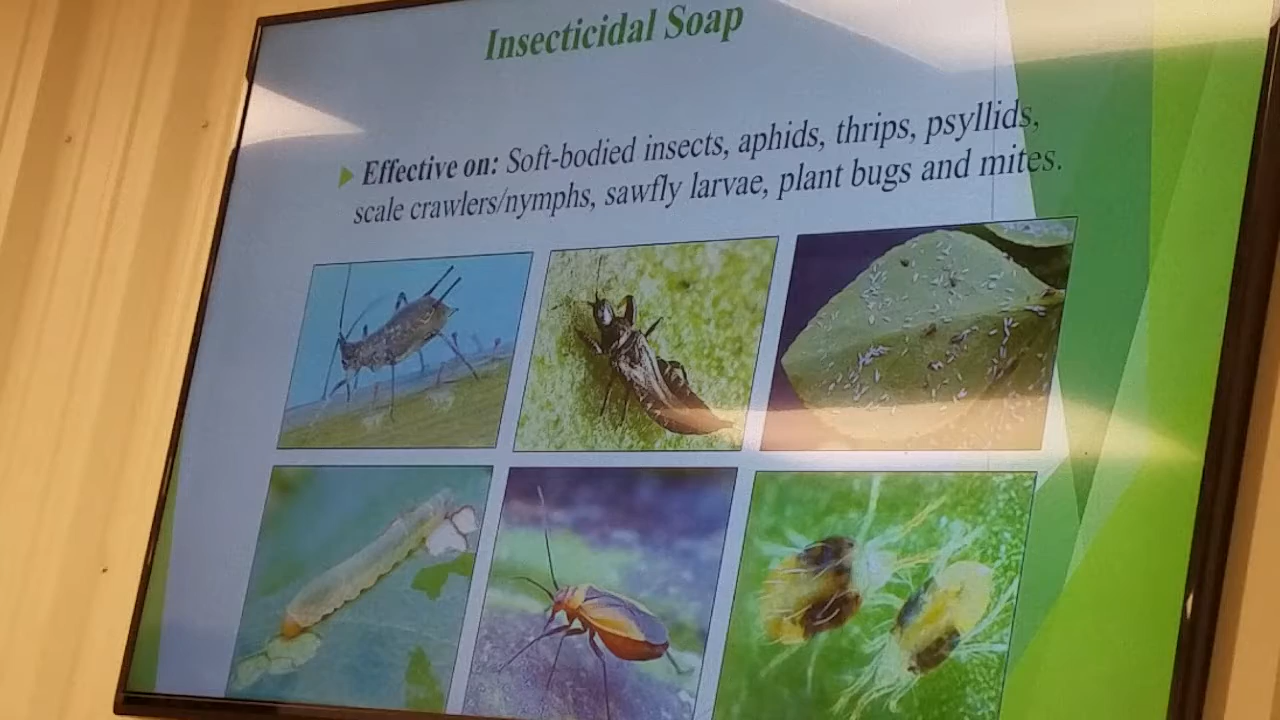 Insecticidal Soap
Effective on: Soft-bodied insects, aphids, thrips, psyllids,
scale crawlers/nymphs, sawfly larvae, plant bugs and mites.